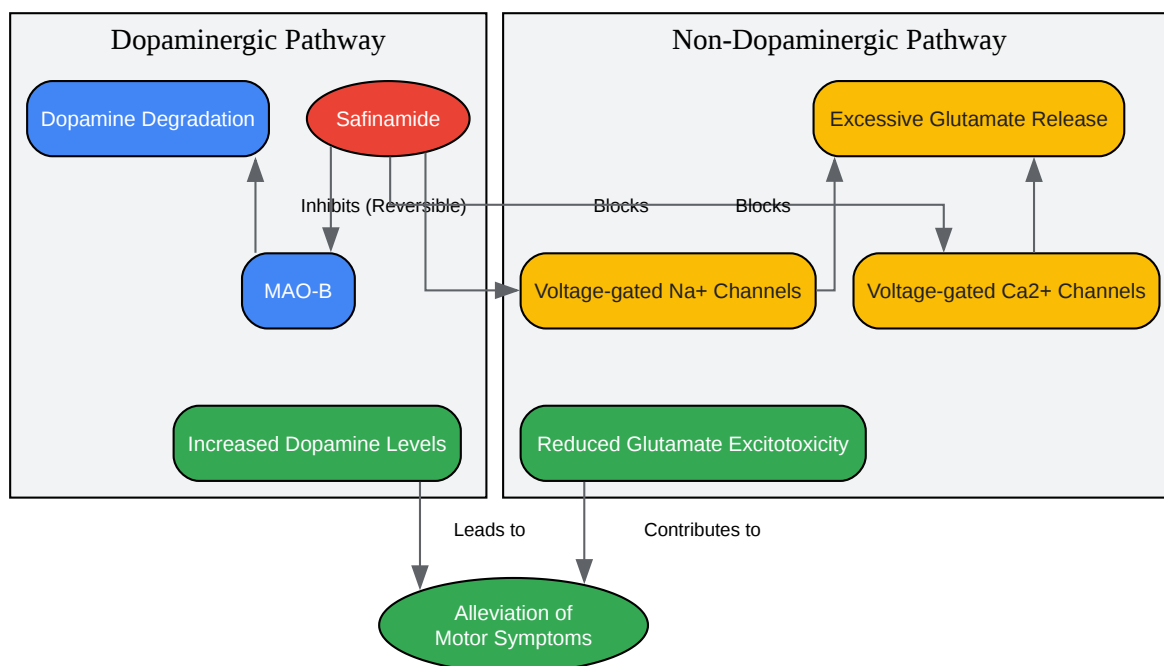 Dopaminergic Pathway
Non-Dopaminergic Pathway
Dopamine Degradation
Safinamide
Excessive Glutamate Release
Inhibits (Reversible)
Blocks
Blocks
MAO-B
Voltage-gated Na+ Channels
Voltage-gated Ca2+ Channels
Increased Dopamine Levels
Reduced Glutamate Excitotoxicity
Leads to
Contributes to
Alleviation of
Motor Symptoms